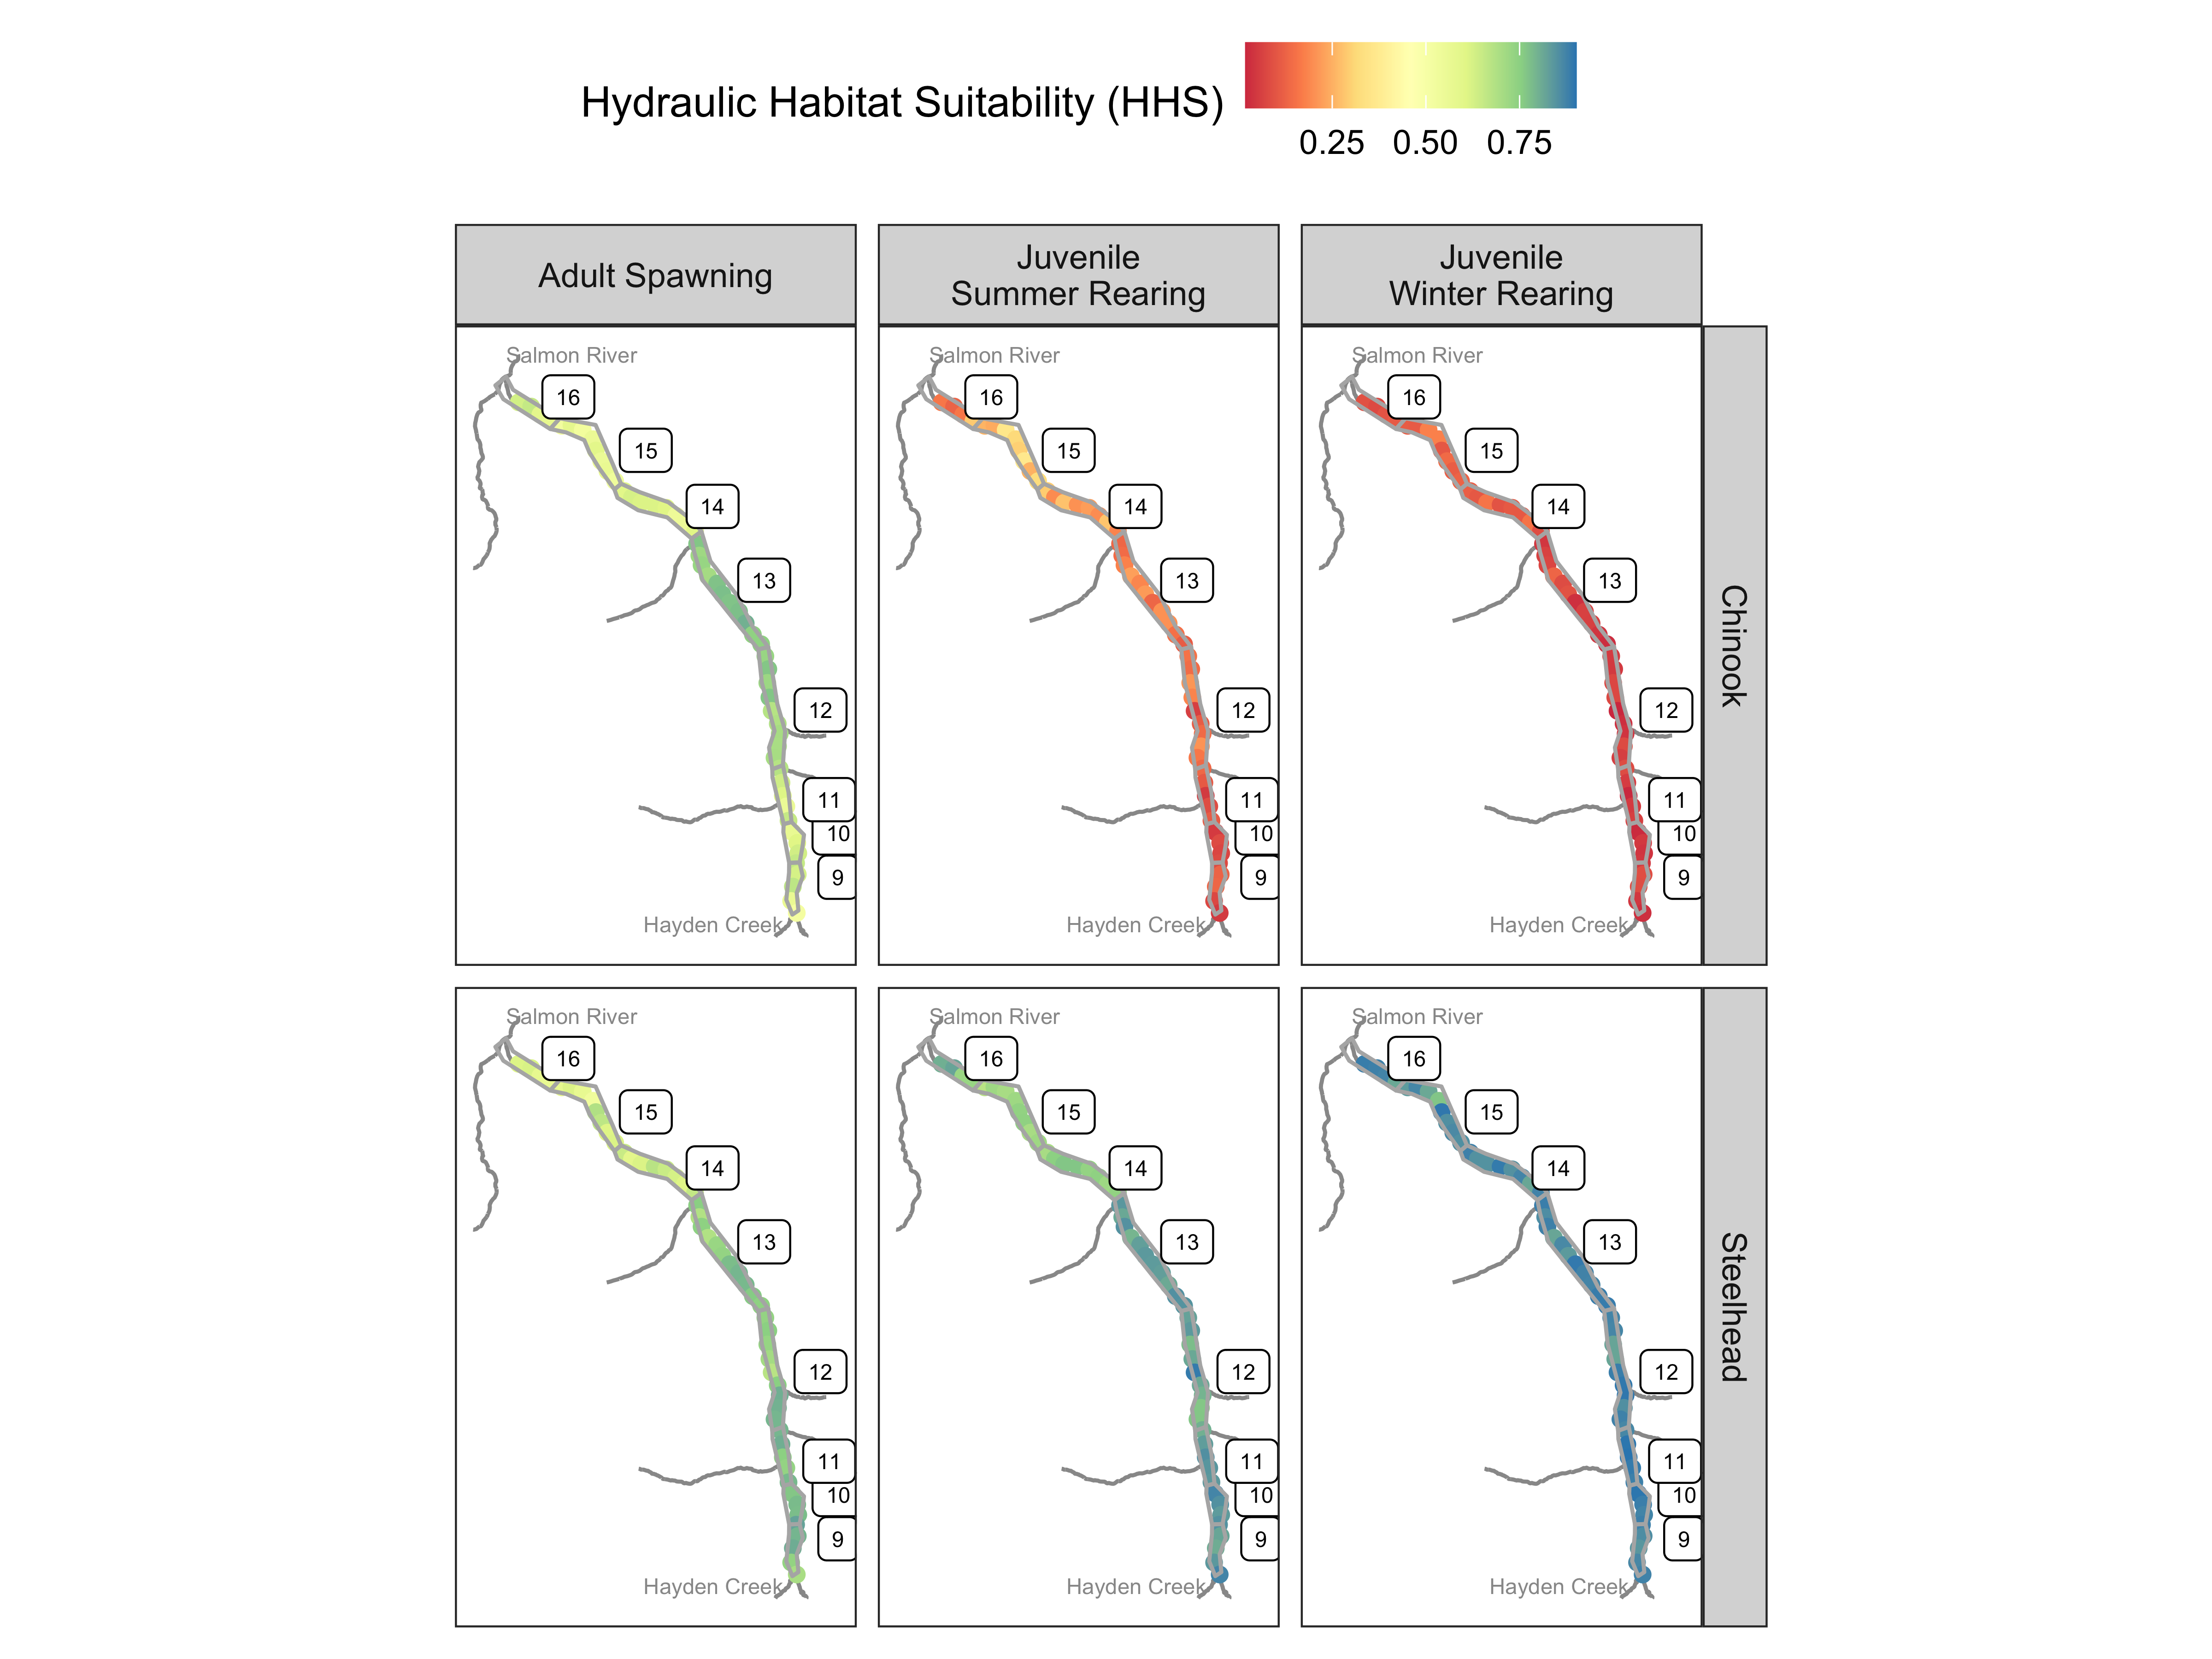 Hydraulic Habitat Suitability (HHS)
0.25 0.50 0.75
Adult Spawning
Juvenile
Summer Rearing
Juvenile
Winter Rearing
Chinook
Salmon River
16
15
14
13
12
11
10
9
Hayden Creek
Salmon River
16
15
14
13
12
11
10
9
Hayden Creek
Salmon River
16
15
14
13
12
11
10
9
Hayden Creek
Steelhead
Salmon River
16
15
14
13
12
11
10
9
Hayden Creek
Salmon River
16
15
14
13
12
11
10
9
Hayden Creek
Salmon River
16
15
14
13
12
11
10
9
Hayden Creek